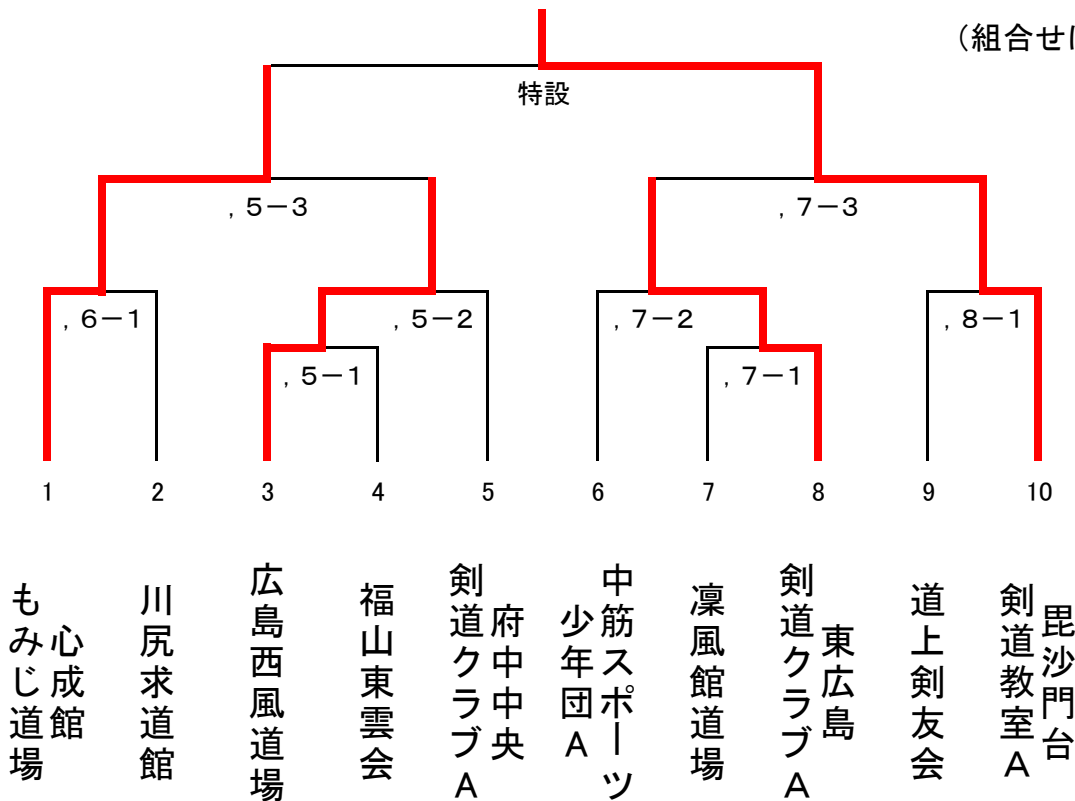 （組合せに
特設
，５－３
，７－３
，６－１
，５－２
，７－２
，８－１
，５－１
，７－１
1 2 3 4 5 6 7 8 9 10
心成館
もみじ道場
川尻求道館
広島西風道場
福山東雲会
府中中央
剣道クラブＡ
中筋スポーツ
少年団Ａ
凜風館道場
東広島
剣道クラブＡ
道上剣友会
毘沙門台
剣道教室Ａ